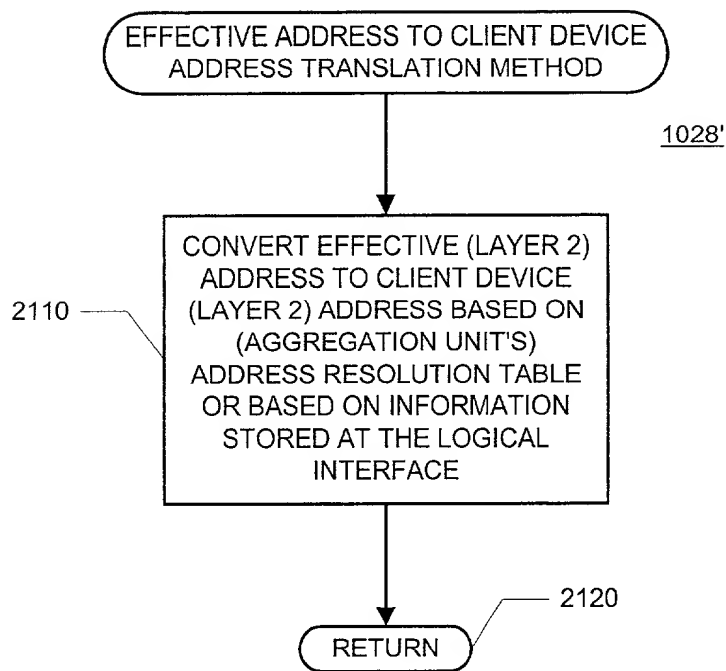 EFFECTIVE ADDRESS TO CLIENT DEVICE
ADDRESS TRANSLATION METHOD
1028'
CONVERT EFFECTIVE (LAYER 2)
ADDRESS TO CLIENT DEVICE
(LAYER 2) ADDRESS BASED ON
(AGGREGATION UNIT'S)
ADDRESS RESOLUTION TABLE
OR BASED ON INFORMATION
STORED AT THE LOGICAL
INTERFACE
2110
2120
RETURN